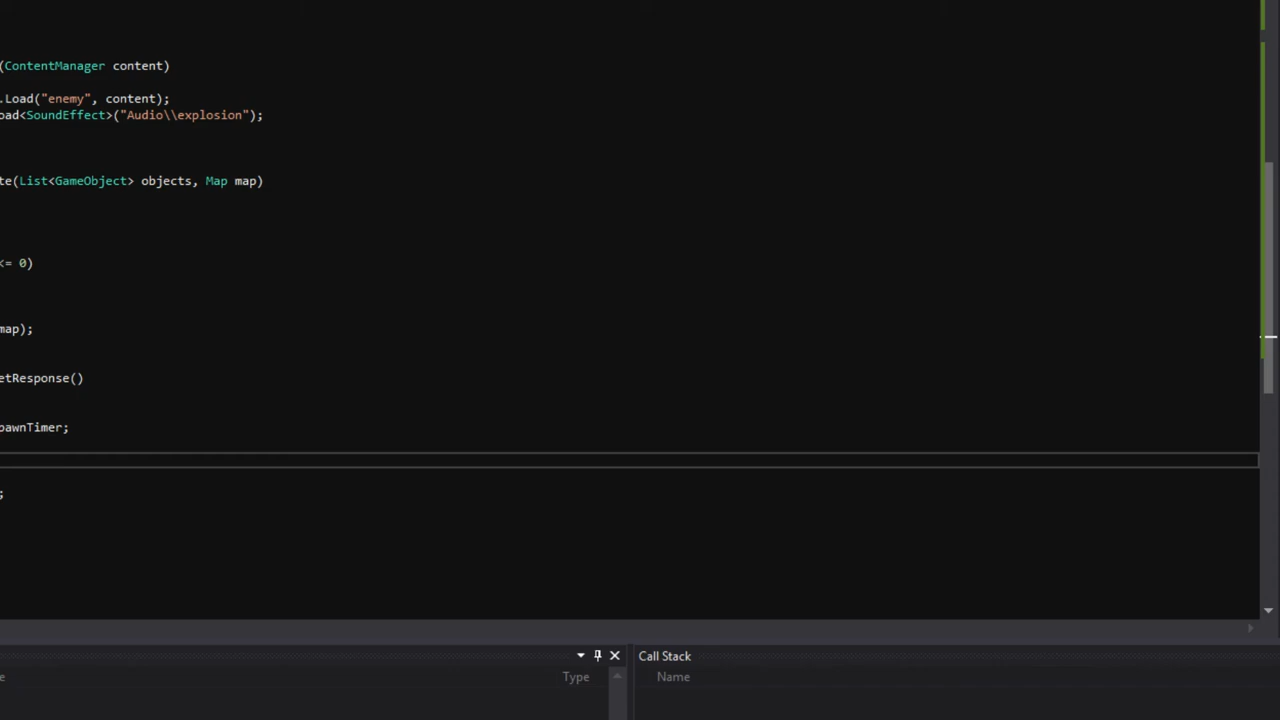 (ContentManager content)
.Load("enemy", content);
oad<SoundEffect>("Audio\\explosion");
te(List<GameObject> objects, Map map)
<= 0)
map);
etResponse()
pawnTimer;
;
Call Stack
e Type Name